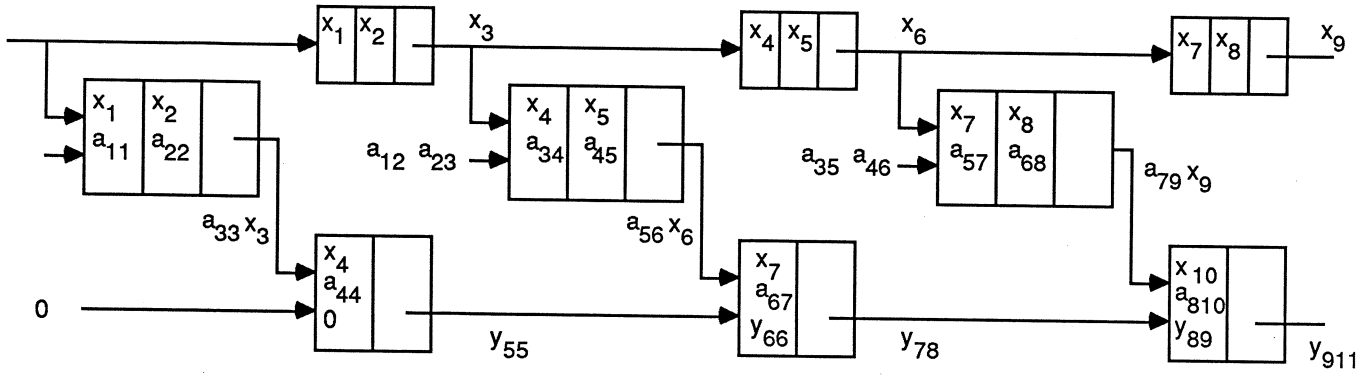 x1 x2 x3 x4 x5 x6 x7 x8 x9
x1 x2 x4 x5 x7 x8
a11 a22 a12 a23 a34 a45 a35 a46 a57 a68 a79 x9
a33 x3 a56 x6
x4 x7 x10
a44 a67 a810
0 0 y66 y89
y55 y78 y911